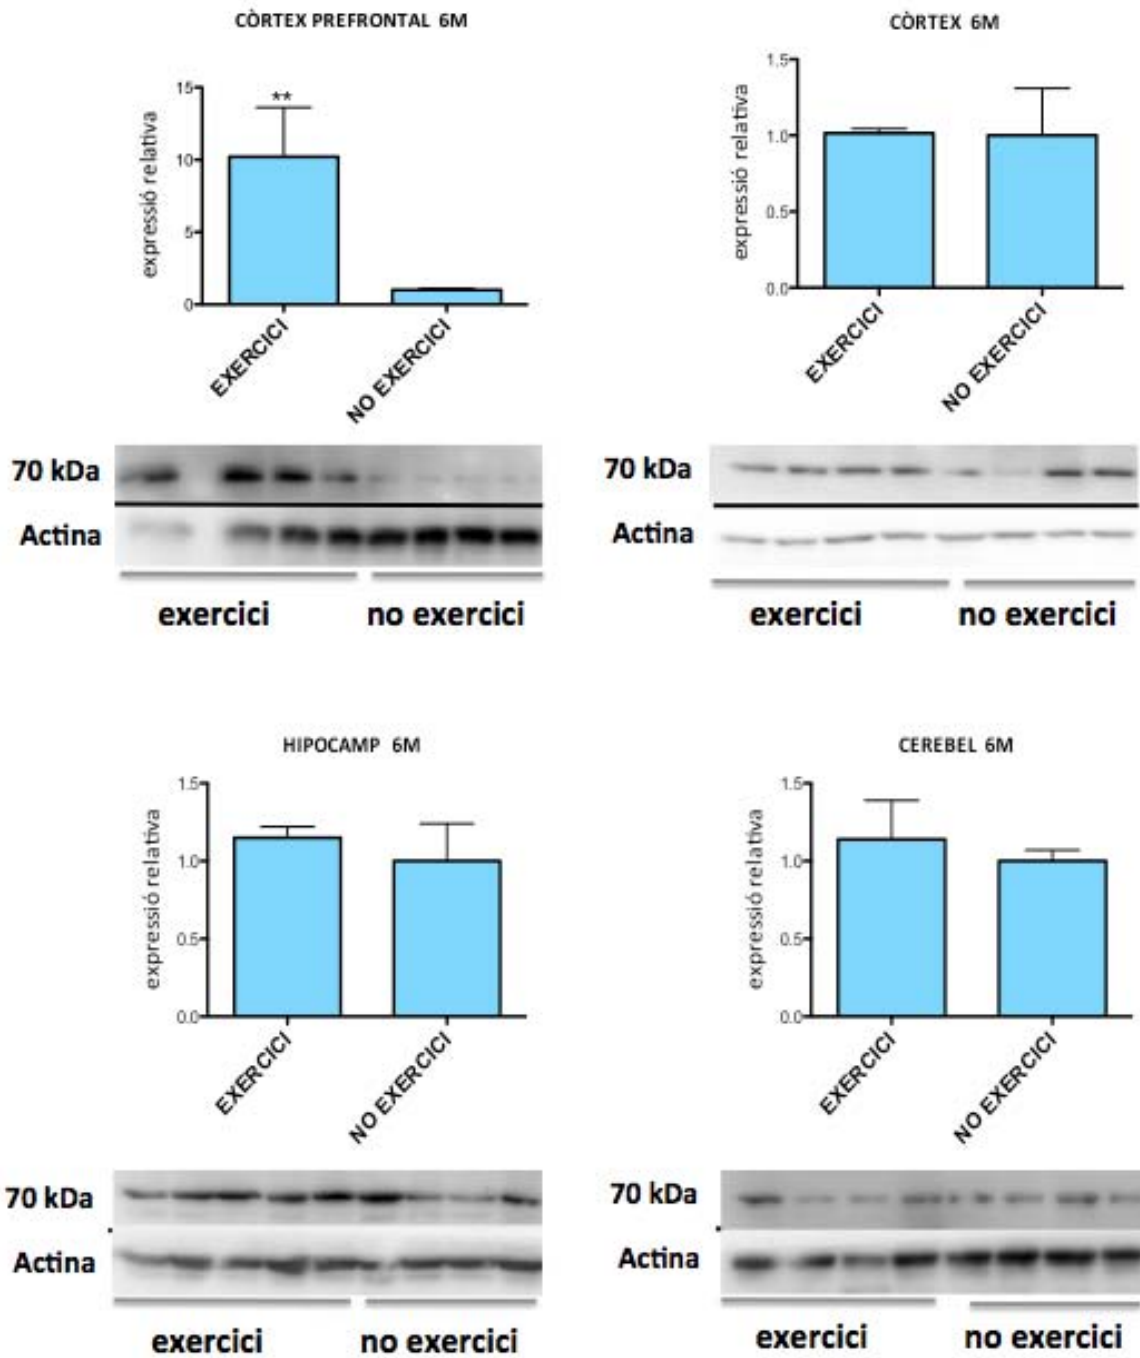 CÒRTEX PREFRONTAL 6M
expressió relativa
15
**
10
5
0
EXERCICI
NO EXERCICI
70 kDa
Actina
exercici
no exercici
CÒRTEX 6M
expressió relativa
1.5
1.0
0.5
0.0
EXERCICI
NO EXERCICI
70 kDa
Actina
exercici
no exercici
HIPOCAMP 6M
expressió relativa
1.5
1.0
0.5
0.0
EXERCICI
NO EXERCICI
70 kDa
Actina
exercici
no exercici
CEREBEL 6M
expressió relativa
1.5
1.0
0.5
0.0
EXERCICI
NO EXERCICI
70 kDa
Actina
exercici
no exercici